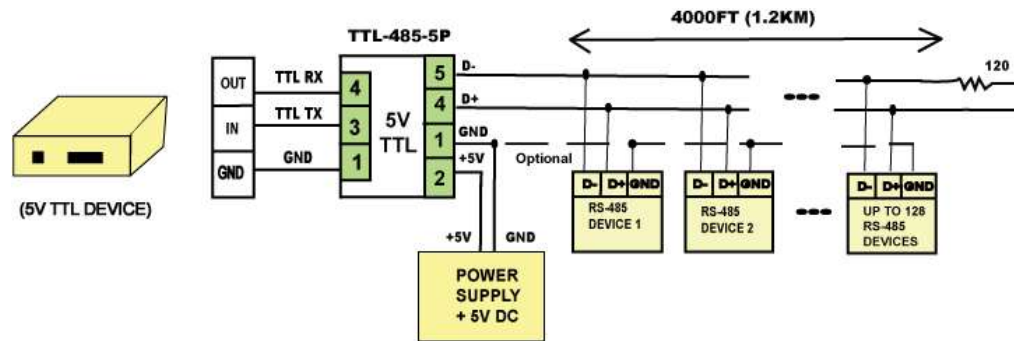 4000FT (1.2KM)
TTL-485-5P
120
OUT
TTL RX
4
5
D-
IN
TTL TX
3
5V
TTL
4
D+
GND
GND
1
1
GND
2
+5V
Optional
(5V TTL DEVICE)
D- D+ GND
RS-485
DEVICE 1
D- D+ GND
RS-485
DEVICE 2
D- D+ GND
UP TO 128
RS-485
DEVICES
+5V
GND
POWER
SUPPLY
+ 5V DC